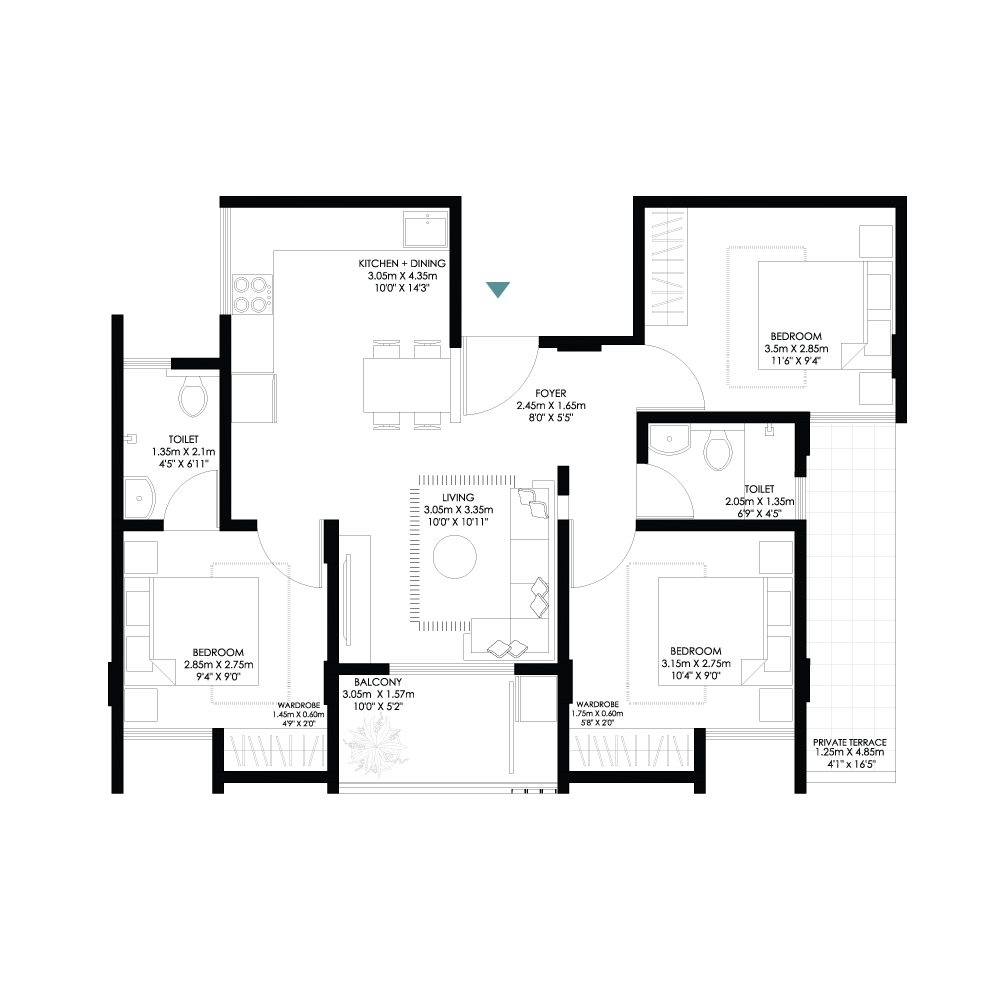 KITCHEN + DINING
3.05m X 4.35m
10'0" X 14'3"
BEDROOM
3.5m X 2.85m
11'6" X 9'4"
FOYER
2.45m X 1.65m
8'0" X 5'5"
TOILET
1.35m X 2.1m
4'5" X 6'11"
LIVING
3.05m X 3.35m
10'0" X 10'11"
TOILET
2.05m X 1.35m
6'9" X 4'5"
BEDROOM
2.85m X 2.75m
9'4" X 9'0"
BEDROOM
3.15m X 2.75m
10'4" X 9'0"
WARDROBE
1.45m X 0.60m
4'9" X 2'0"
BALCONY
3.05m X 1.57m
10'0" X 5'2"
WARDROBE
1.75m X 0.60m
5'8" X 2'0"
PRIVATE TERRACE
1.25m X 4.85m
4'1" x 16'5"